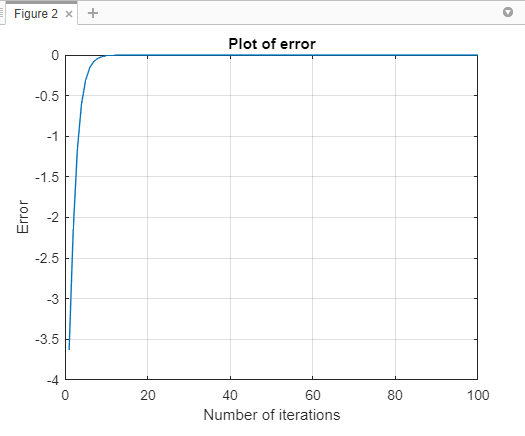 Figure 2 × +
Plot of error
0
-0.5
-1
-1.5
-2
-2.5
-3
-3.5
-4
Error
0 20 40 60 80 100
Number of iterations